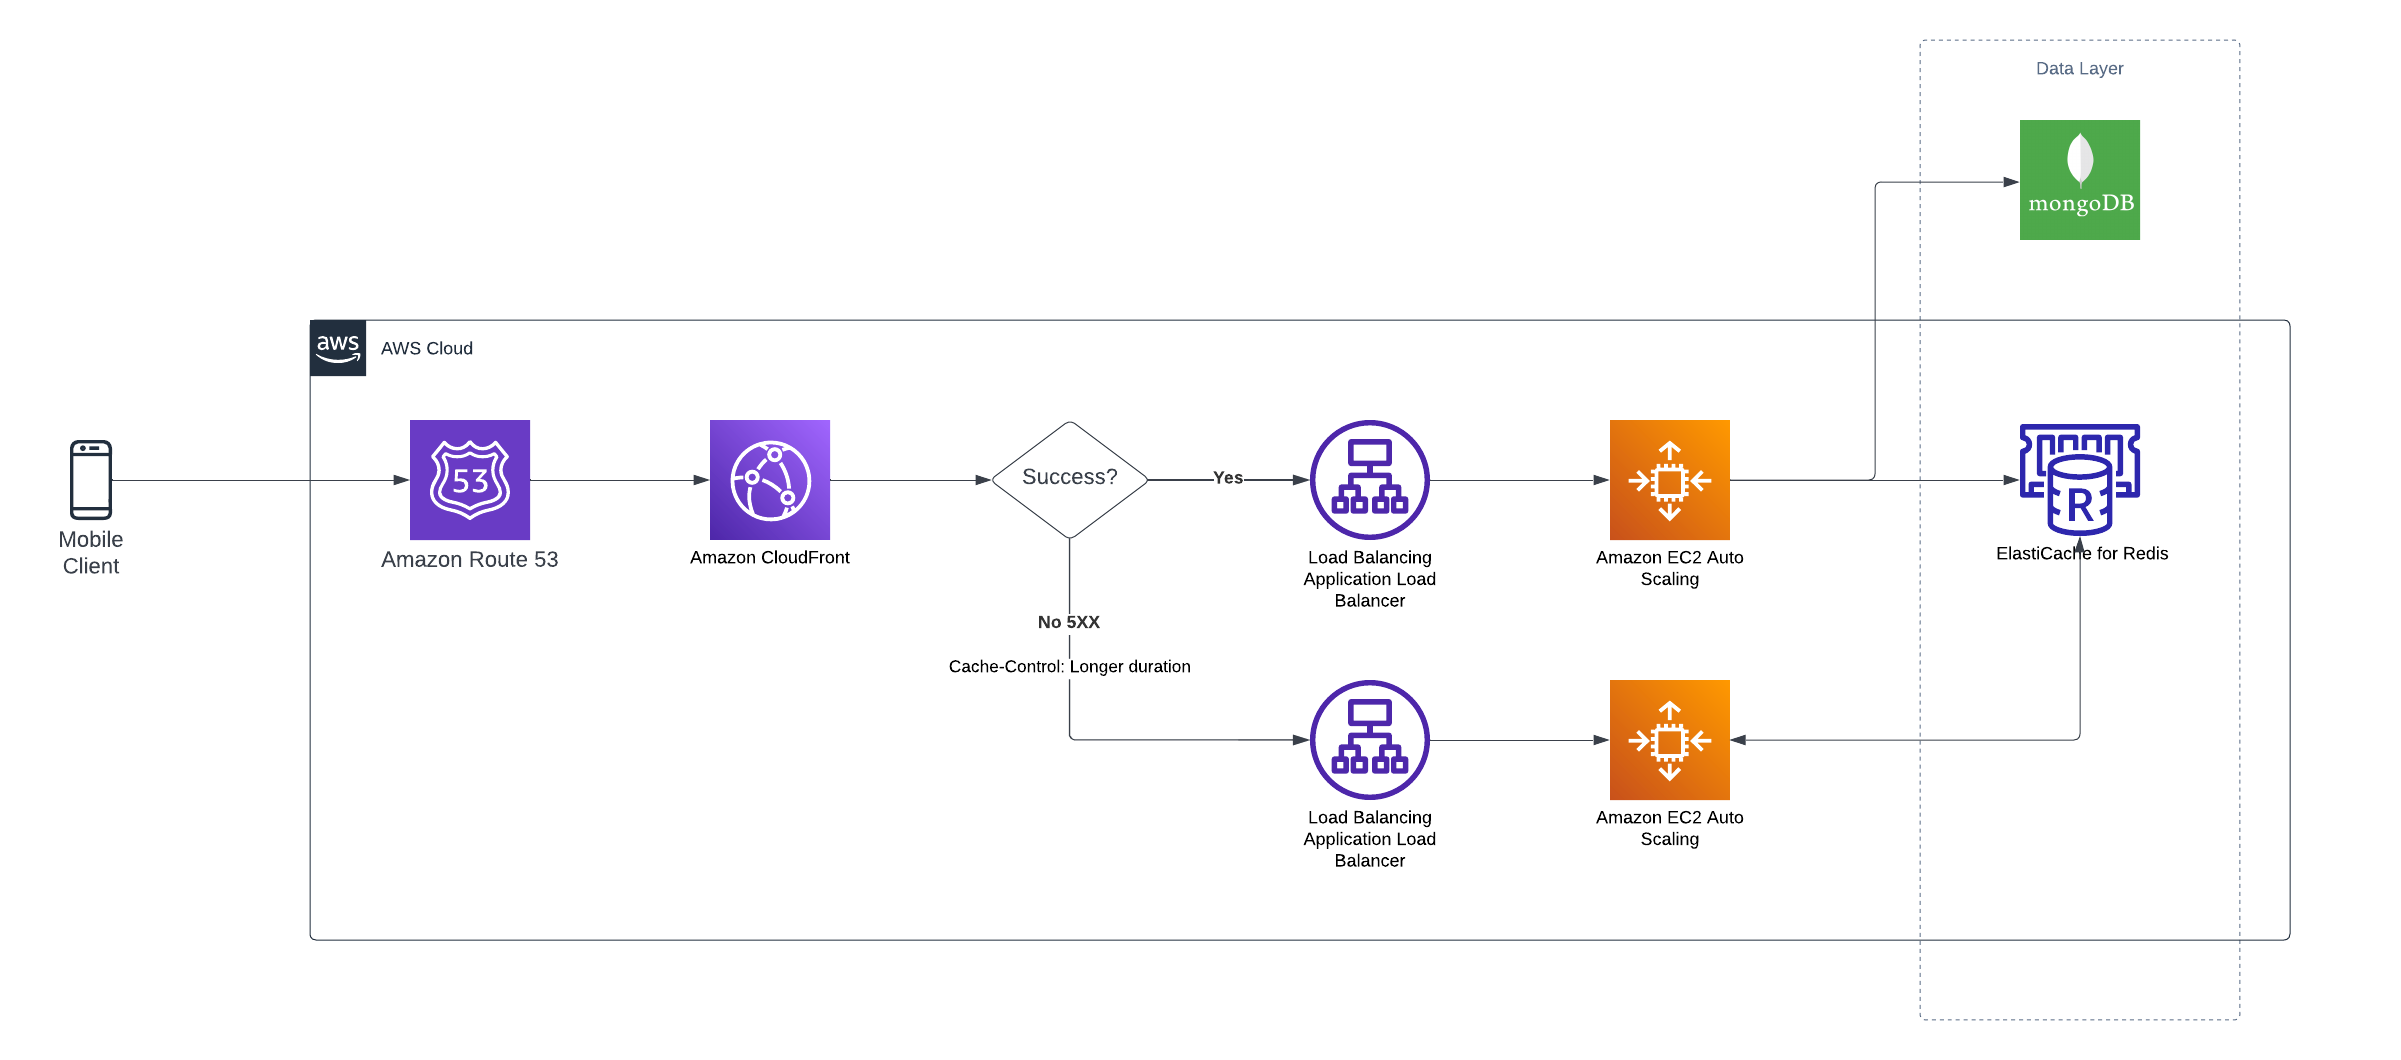 Data Layer
mongoDB
aws
AWS Cloud
Mobile
Client
53
Amazon Route 53
Amazon CloudFront
Success?
Yes
Load Balancing
Application Load
Balancer
Amazon EC2 Auto
Scaling
R
ElastiCache for Redis
No 5XX
Cache-Control: Longer duration
Load Balancing
Application Load
Balancer
Amazon EC2 Auto
Scaling